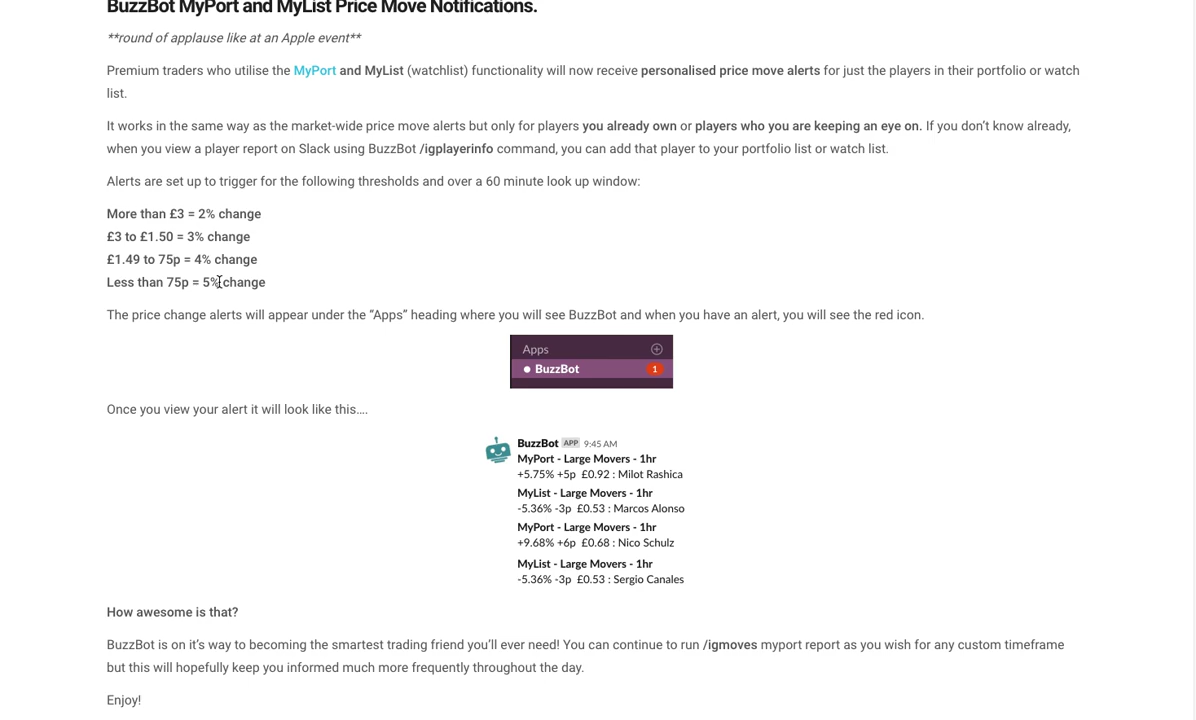 BuzzBot MyPort and MyList Price Move Notifications.
**round of applause like at an Apple event**
Premium traders who utilise the MyPort and MyList (watchlist) functionality will now receive personalised price move alerts for just the players in their portfolio or watch
list.
It works in the same way as the market-wide price move alerts but only for players you already own or players who you are keeping an eye on. If you don’t know already,
when you view a player report on Slack using BuzzBot /igplayerinfo command, you can add that player to your portfolio list or watch list.
Alerts are set up to trigger for the following thresholds and over a 60 minute look up window:
More than £3 = 2% change
£3 to £1.50 = 3% change
£1.49 to 75p = 4% change
Less than 75p = 5% change
The price change alerts will appear under the “Apps” heading where you will see BuzzBot and when you have an alert, you will see the red icon.
Apps
BuzzBot 1
Once you view your alert it will look like this….
BuzzBot APP 9:45 AM
MyPort - Large Movers - 1hr
+5.75% +5p £0.92 : Milot Rashica
MyList - Large Movers - 1hr
-5.36% -3p £0.53 : Marcos Alonso
MyPort - Large Movers - 1hr
+9.68% +6p £0.68 : Nico Schulz
MyList - Large Movers - 1hr
-5.36% -3p £0.53 : Sergio Canales
How awesome is that?
BuzzBot is on it’s way to becoming the smartest trading friend you’ll ever need! You can continue to run /igmoves myport report as you wish for any custom timeframe
but this will hopefully keep you informed much more frequently throughout the day.
Enjoy!